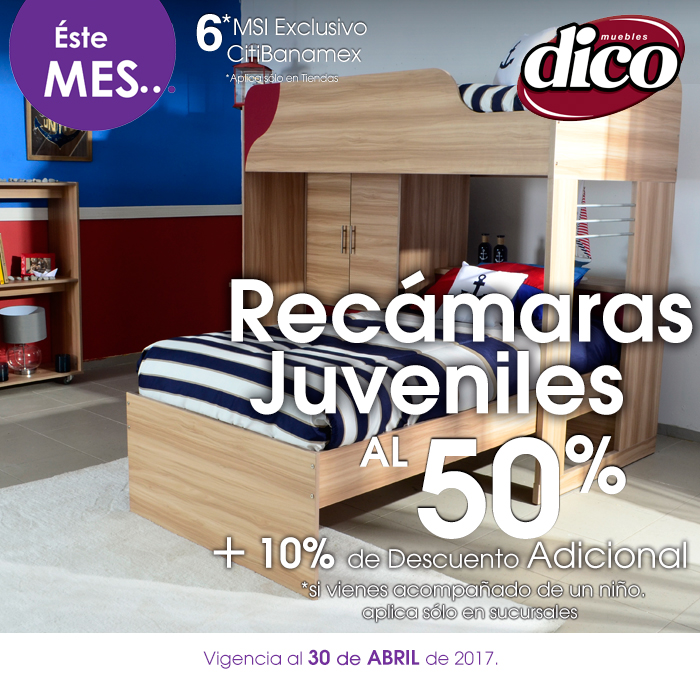 Éste
MES...
6* MSI Exclusivo
CitiBanamex
*Aplica sólo en Tiendas
muebles
dico
Recámaras
Juveniles
AL 50%
+ 10% de Descuento Adicional
*si vienes acompañado de un niño.
aplica sólo en sucursales
Vigencia al 30 de ABRIL de 2017.